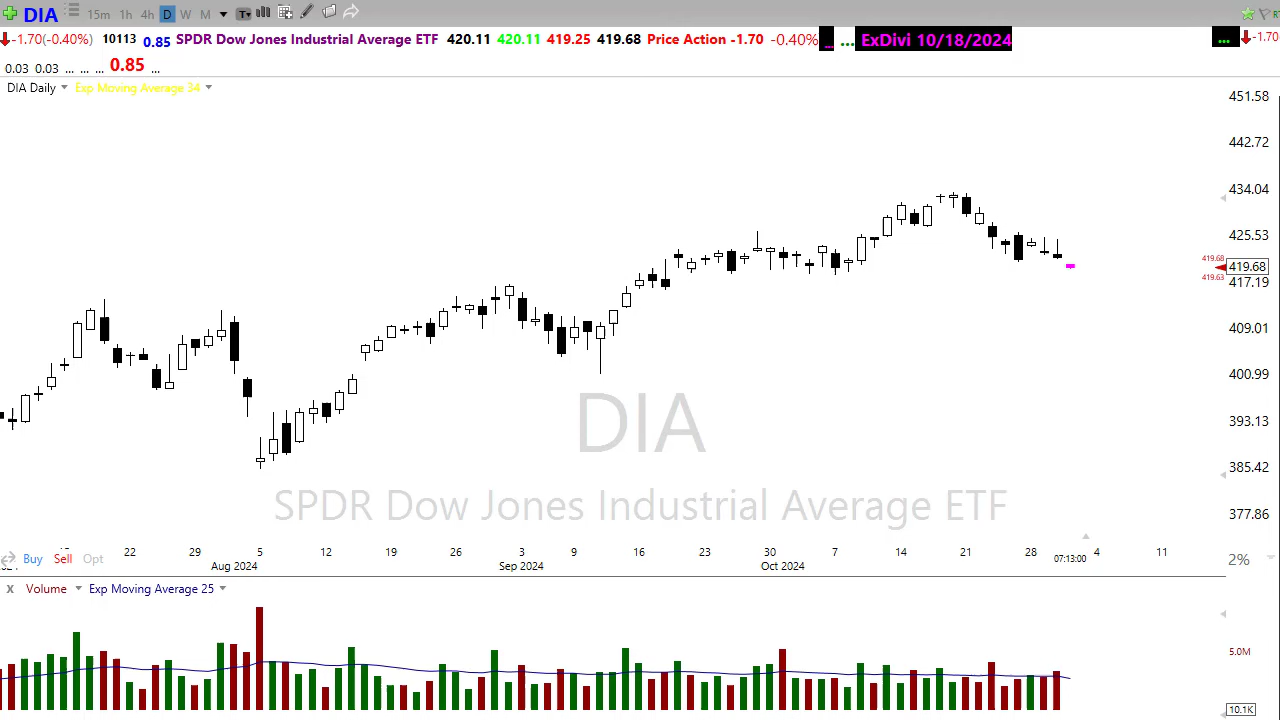 DIA 15m 1h 4h D W M T
-1.70(-0.40%) 10113 0.85 SPDR Dow Jones Industrial Average ETF 420.11 420.11 419.25 419.68 Price Action -1.70 -0.40% ... ... ExDivi 10/18/2024 ... -1.70
0.03 0.03 ... ... ... 0.85 ...
DIA Daily Exp Moving Average 34
451.58
442.72
434.04
425.53
419.68
419.68
419.63
417.19
409.01
400.99
393.13
385.42
377.86
DIA
SPDR Dow Jones Industrial Average ETF
22 29 5 12 19 26 3 9 16 23 30 7 14 21 28 4 11
Buy Sell Opt 07:13:00 2%
Aug 2024 Sep 2024 Oct 2024
X Volume Exp Moving Average 25
5.0M
10.1K